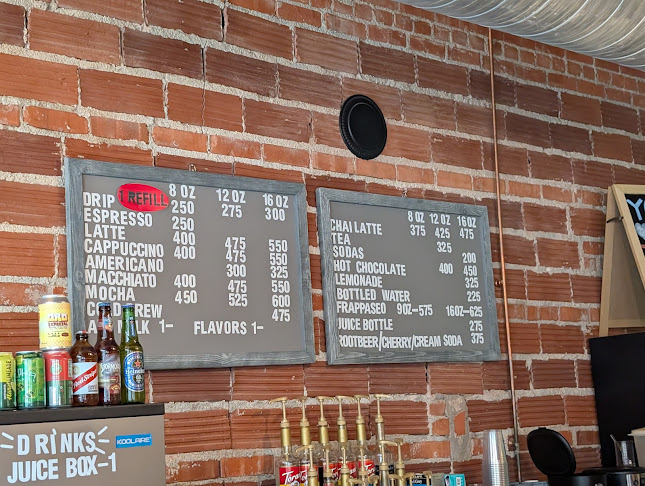 8 OZ 12 OZ 16 OZ
DRIP 1 REFILL 250 275 300
ESPRESSO 250
LATTE 400 475 550
CAPPUCCINO 400 475 550
AMERICANO 300 325
MACCHIATO 400 475 550
MOCHA 450 525 600
COLD BREW 475
MILK 1- FLAVORS 1-
8 OZ 12 OZ 16 OZ
CHAI LATTE 375 425 475
TEA 325
SODAS 200
HOT CHOCOLATE 400 450
LEMONADE 325
BOTTLED WATER 225
FRAPPASEO 9OZ-575 16OZ-625
JUICE BOTTLE 275
ROOTBEER/CHERRY/CREAM SODA 375
YO
Heineken
DRINKS
KOOLAIRE
JUICE BOX-1